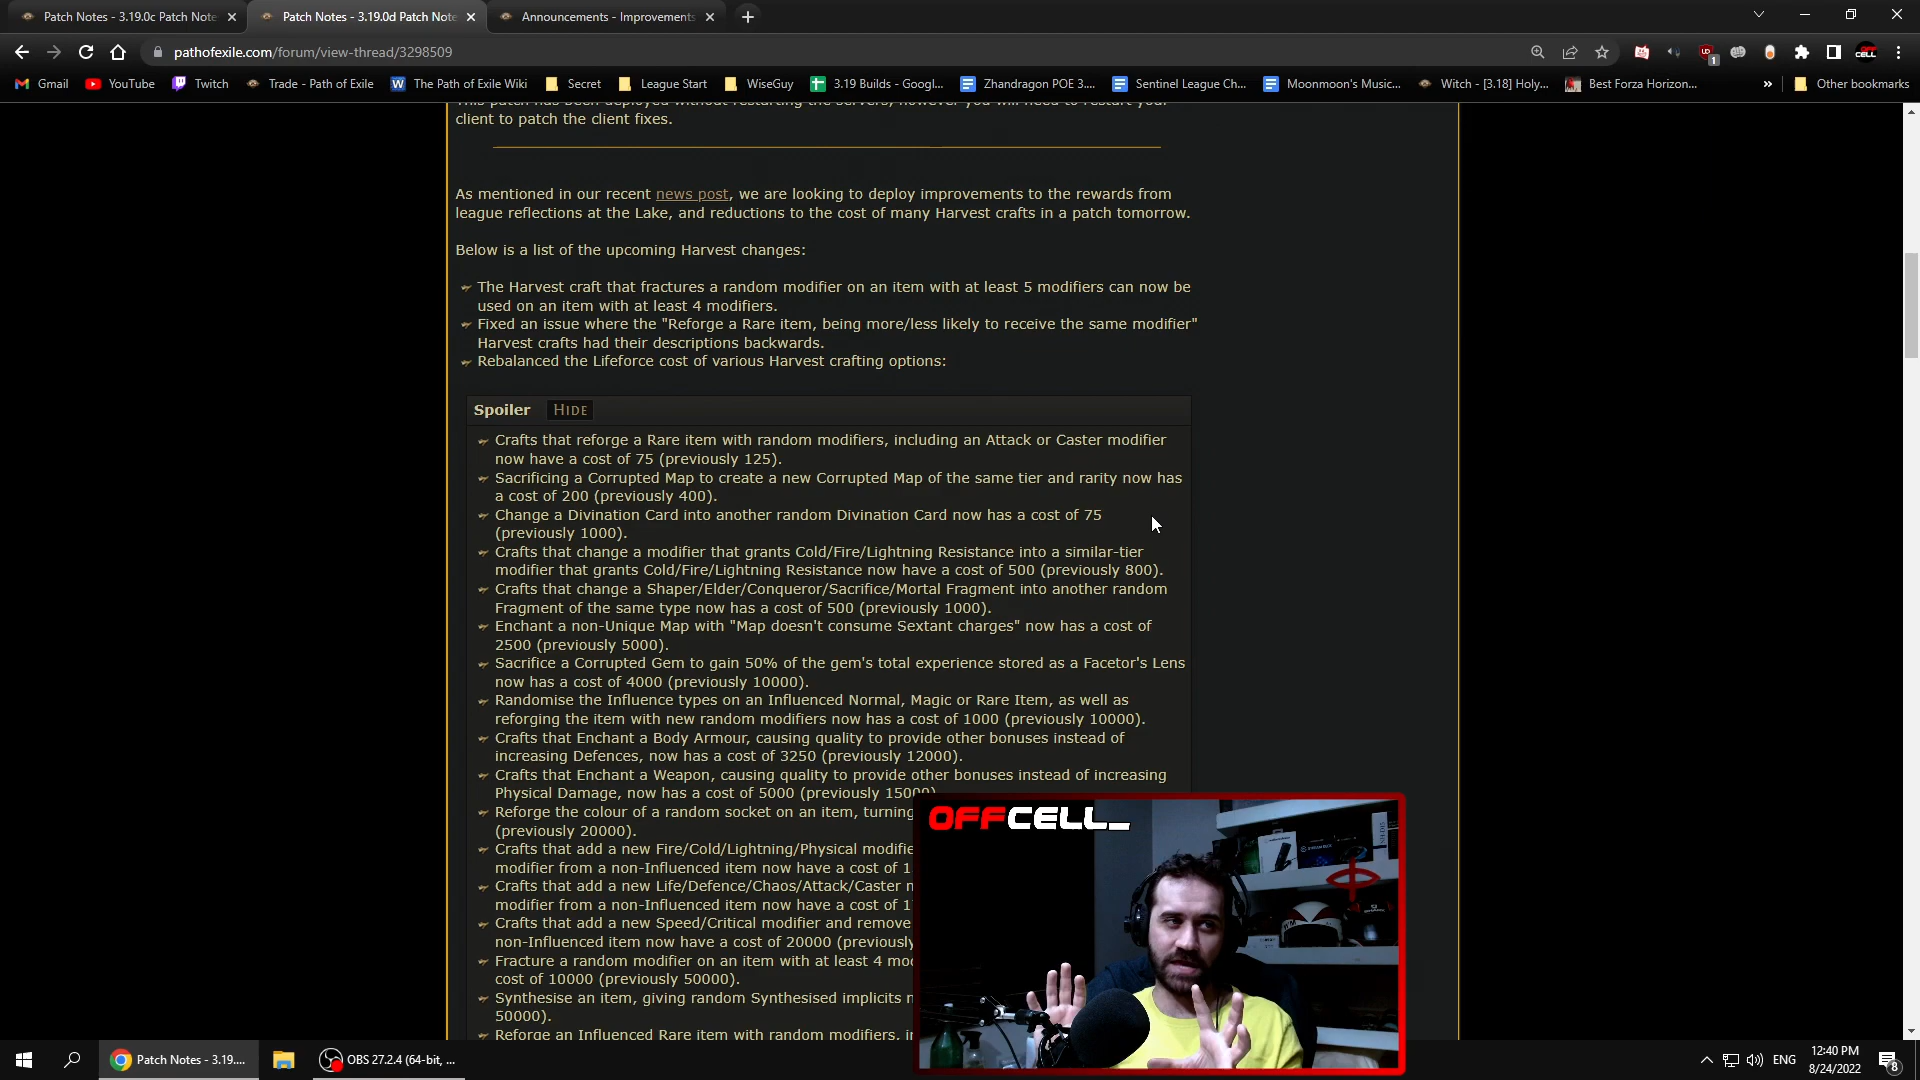 Patch Notes - 3.19.0c Patch Note
Patch Notes - 3.19.0d Patch Note
Announcements - Improvements
pathofexile.com/forum/view-thread/3298509
1
OFF CELL
Gmail
YouTube
Twitch
Trade - Path of Exile
The Path of Exile Wiki
Secret
League Start
WiseGuy
3.19 Builds - Googl...
Zhandragon POE 3....
Sentinel League Ch...
Moonmoon's Music...
Witch - [3.18] Holy...
Best Forza Horizon...
»
Other bookmarks
This patch has been deployed without restarting the servers, however you will need to restart your
client to patch the client fixes.
As mentioned in our recent news post, we are looking to deploy improvements to the rewards from
league reflections at the Lake, and reductions to the cost of many Harvest crafts in a patch tomorrow.
Below is a list of the upcoming Harvest changes:
The Harvest craft that fractures a random modifier on an item with at least 5 modifiers can now be
used on an item with at least 4 modifiers.
Fixed an issue where the "Reforge a Rare item, being more/less likely to receive the same modifier"
Harvest crafts had their descriptions backwards.
Rebalanced the Lifeforce cost of various Harvest crafting options:
Spoiler HIDE
Crafts that reforge a Rare item with random modifiers, including an Attack or Caster modifier
now have a cost of 75 (previously 125).
Sacrificing a Corrupted Map to create a new Corrupted Map of the same tier and rarity now has
a cost of 200 (previously 400).
Change a Divination Card into another random Divination Card now has a cost of 75
(previously 1000).
Crafts that change a modifier that grants Cold/Fire/Lightning Resistance into a similar-tier
modifier that grants Cold/Fire/Lightning Resistance now have a cost of 500 (previously 800).
Crafts that change a Shaper/Elder/Conqueror/Sacrifice/Mortal Fragment into another random
Fragment of the same type now has a cost of 500 (previously 1000).
Enchant a non-Unique Map with "Map doesn't consume Sextant charges" now has a cost of
2500 (previously 5000).
Sacrifice a Corrupted Gem to gain 50% of the gem's total experience stored as a Facetor's Lens
now has a cost of 4000 (previously 10000).
Randomise the Influence types on an Influenced Normal, Magic or Rare Item, as well as
reforging the item with new random modifiers now has a cost of 1000 (previously 10000).
Crafts that Enchant a Body Armour, causing quality to provide other bonuses instead of
increasing Defences, now has a cost of 3250 (previously 12000).
Crafts that Enchant a Weapon, causing quality to provide other bonuses instead of increasing
Physical Damage, now has a cost of 5000 (previously 15000).
Reforge the colour of a random socket on an item, turning
(previously 20000).
Crafts that add a new Fire/Cold/Lightning/Physical modifie
modifier from a non-Influenced item now have a cost of 1
Crafts that add a new Life/Defence/Chaos/Attack/Caster
modifier from a non-Influenced item now have a cost of 1
Crafts that add a new Speed/Critical modifier and remove
non-Influenced item now have a cost of 20000 (previously
Fracture a random modifier on an item with at least 4 mo
cost of 10000 (previously 50000).
Synthesise an item, giving random Synthesised implicits
50000).
Reforge an Influenced Rare item with random modifiers, i
OFFCELL_
Patch Notes - 3.19....
OBS 27.2.4 (64-bit, ...
ENG
12:40 PM
8/24/2022
8